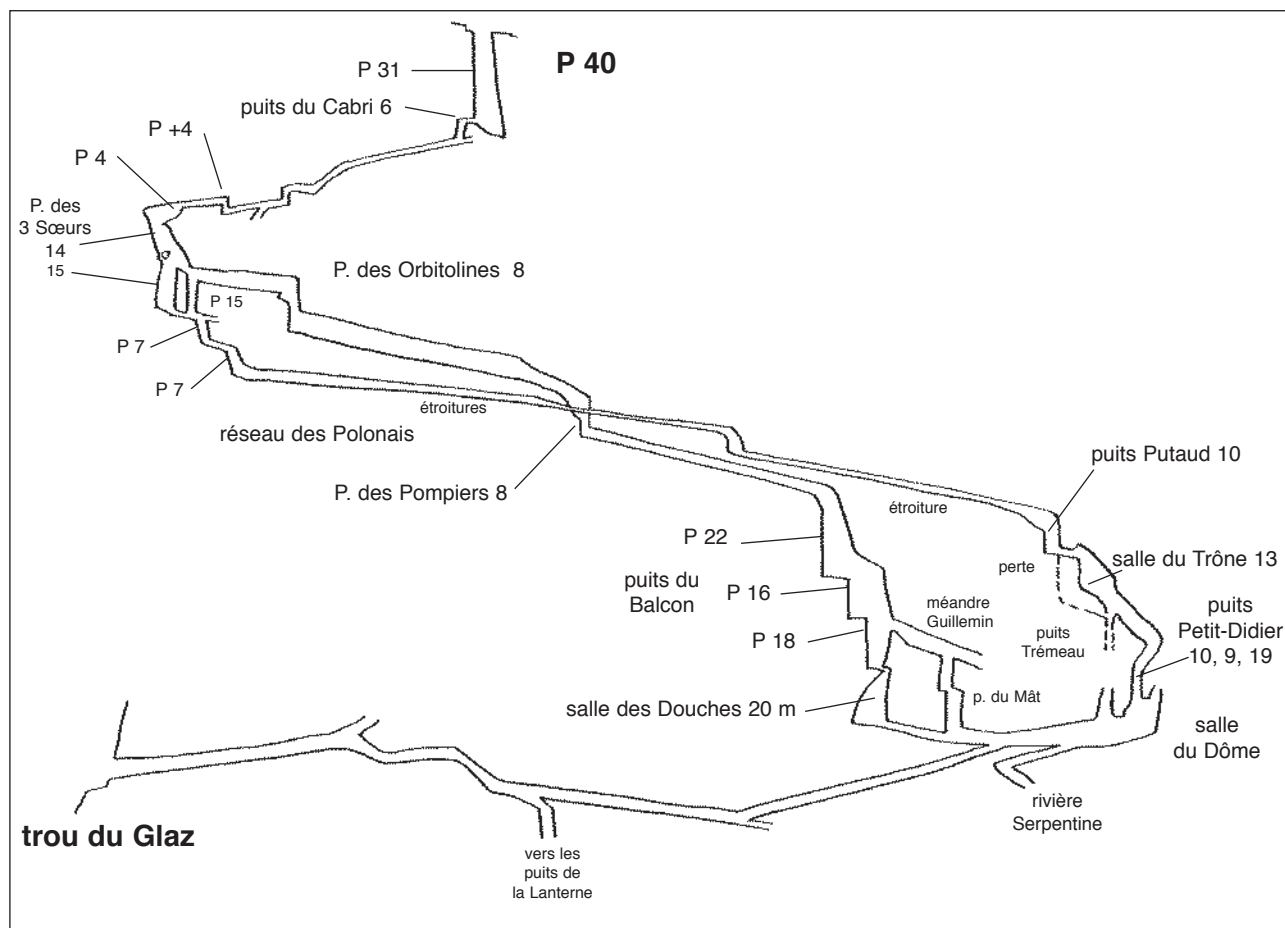 P 40
P 31
puits du Cabri 6
P +4
P 4
P. des
3 Sœurs
14
15
P. des Orbitolines 8
P 15
P 7
P 7
étroitures
réseau des Polonais
P. des Pompiers 8
puits Putaud 10
étroiture
P 22
perte
salle du Trône 13
puits du
Balcon
P 16
méandre
Guillemin
puits
Petit-Didier
10, 9, 19
P 18
puits
Trémeau
salle des Douches 20 m
p. du Mât
salle
du Dôme
rivière
Serpentine
trou du Glaz
vers les
puits de
la Lanterne